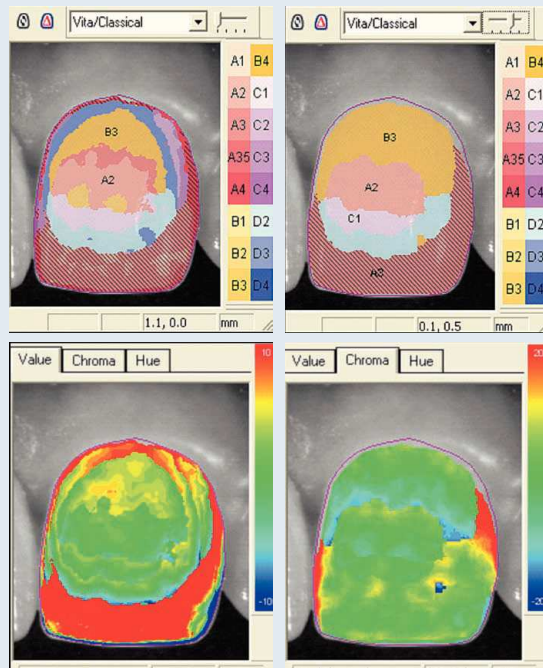 Vita/Classical
B3
A2
A1 B4
A2 C1
A3 C2
A35 C3
A4 C4
B1 D2
B2 D3
B3 D4
1.1, 0.0 mm
Vita/Classical
B3
A2
C1
A3
A1 B4
A2 C1
A3 C2
A35 C3
A4 C4
B1 D2
B2 D3
B3 D4
0.1, 0.5 mm
Value Chroma Hue
10
-10
Value Chroma Hue
20
-20